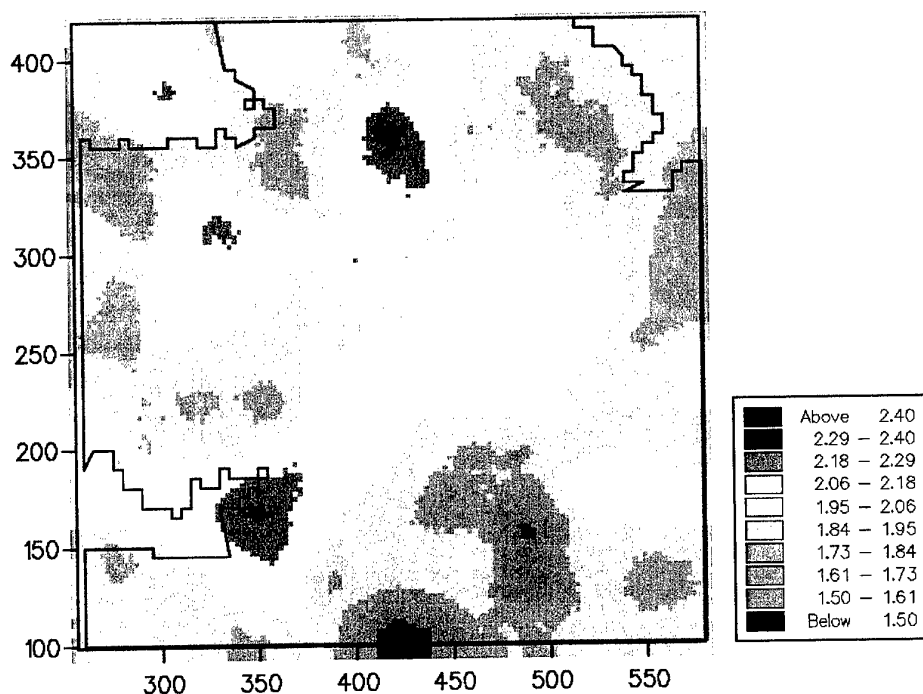 400
350
300
250
200
150
100
300 350 400 450 500 550
Above 2.40
2.29 – 2.40
2.18 – 2.29
2.06 – 2.18
1.95 – 2.06
1.84 – 1.95
1.73 – 1.84
1.61 – 1.73
1.50 – 1.61
Below 1.50